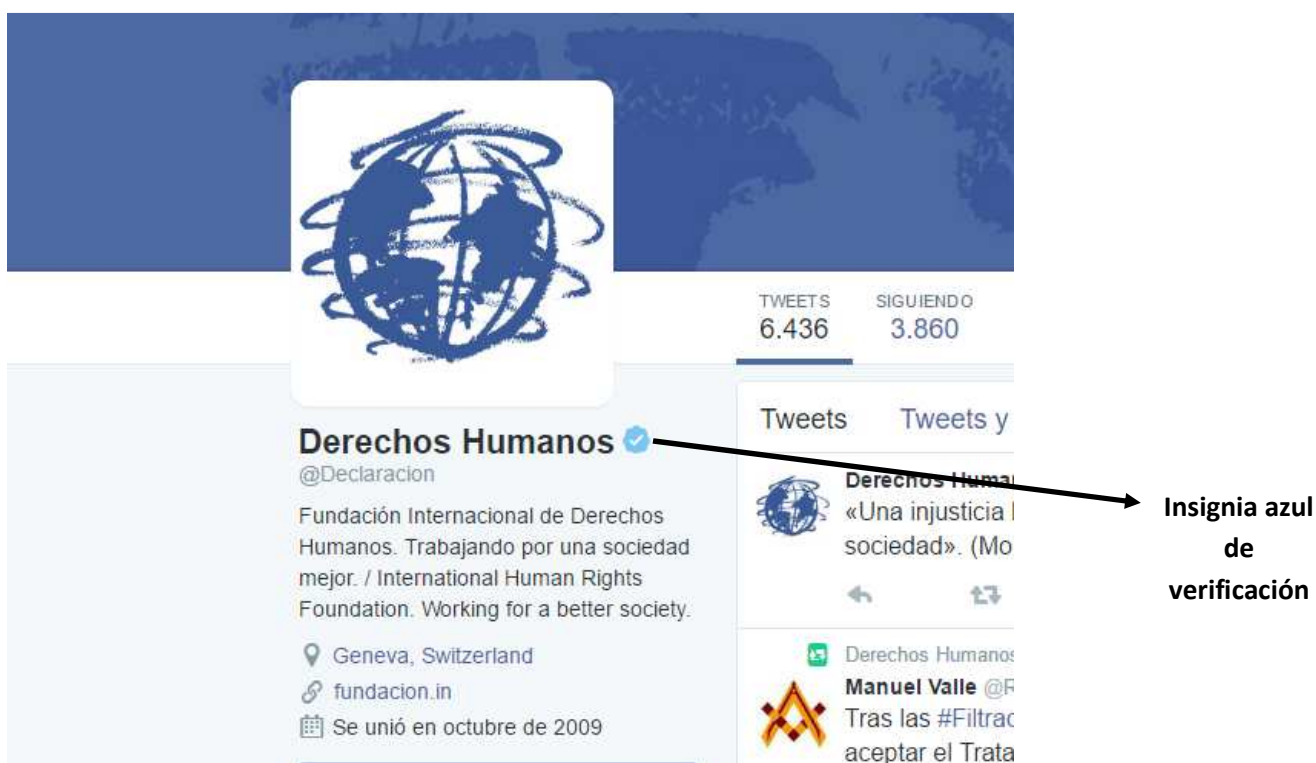 TWEETS SIGUIENDO
6.436 3.860
Derechos Humanos
@Declaracion
Fundación Internacional de Derechos
Humanos. Trabajando por una sociedad
mejor. / International Human Rights
Foundation. Working for a better society.
Geneva, Switzerland
fundacion.in
Se unió en octubre de 2009
Tweets Tweets y
Derechos
«Una injusticia
sociedad». (Mo
Derechos Humanos
Manuel Valle @R
Tras las #Filtrac
aceptar el Trata
Insignia azul
de
verificación